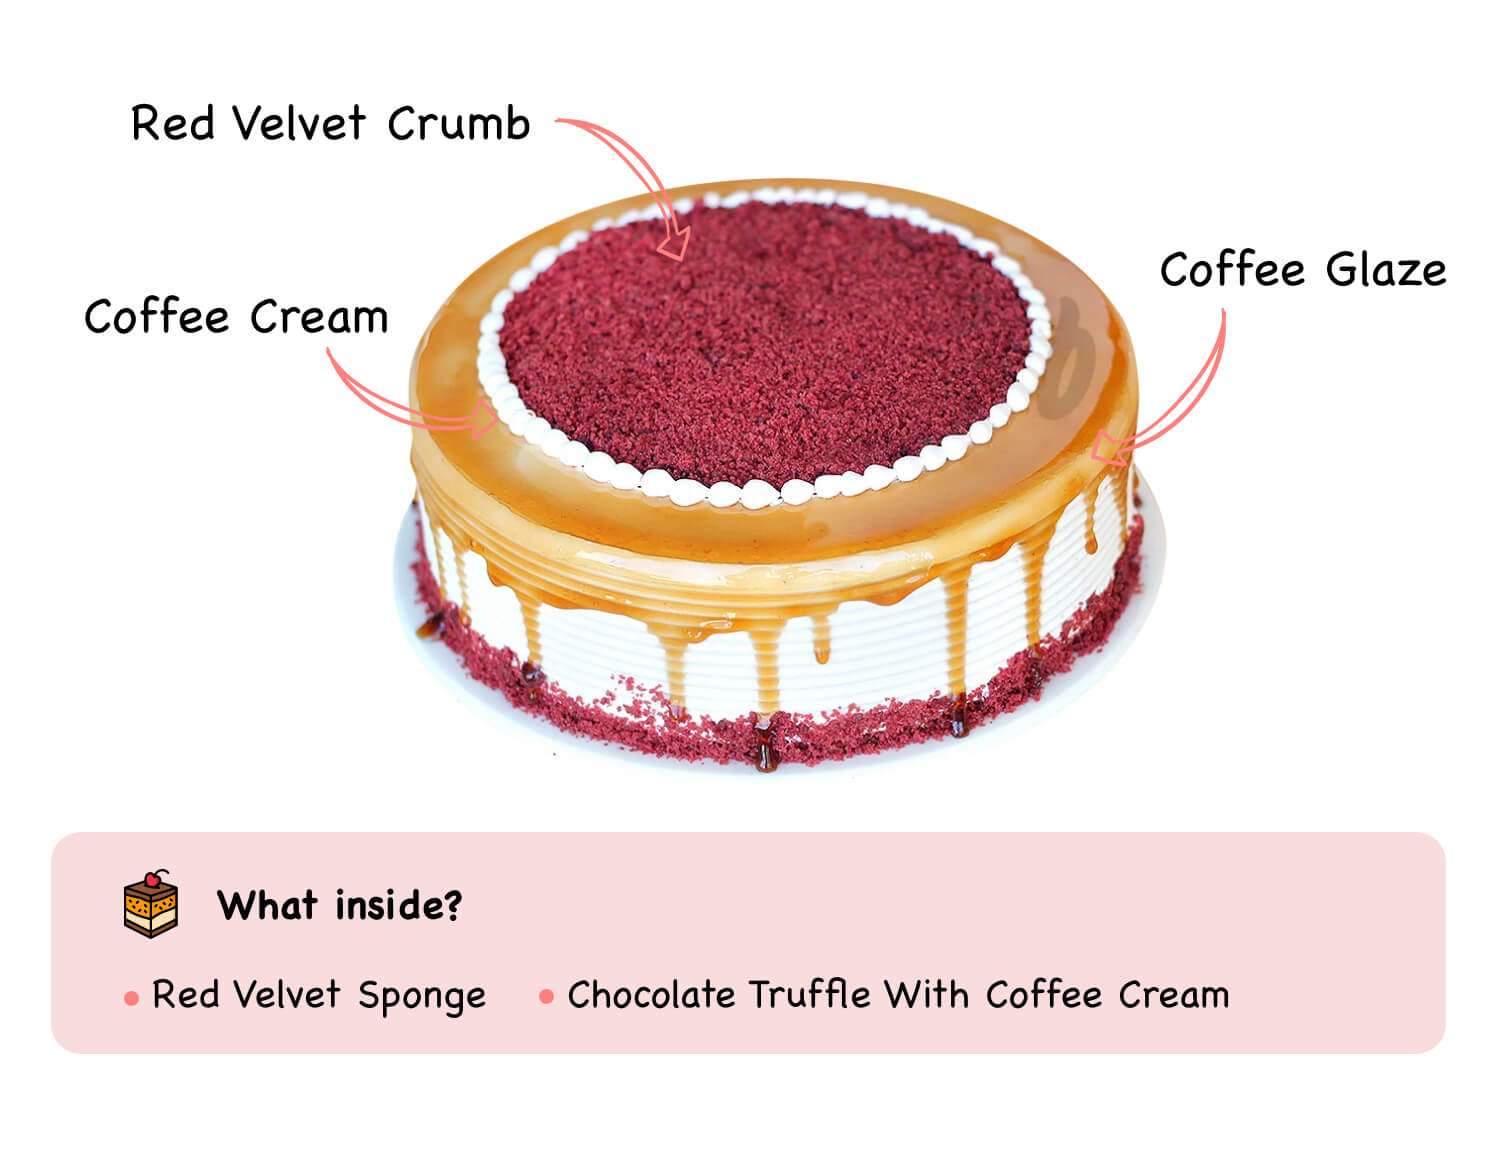 Red Velvet Crumb
Coffee Glaze
Coffee Cream
What inside?
Red Velvet Sponge
Chocolate Truffle With Coffee Cream